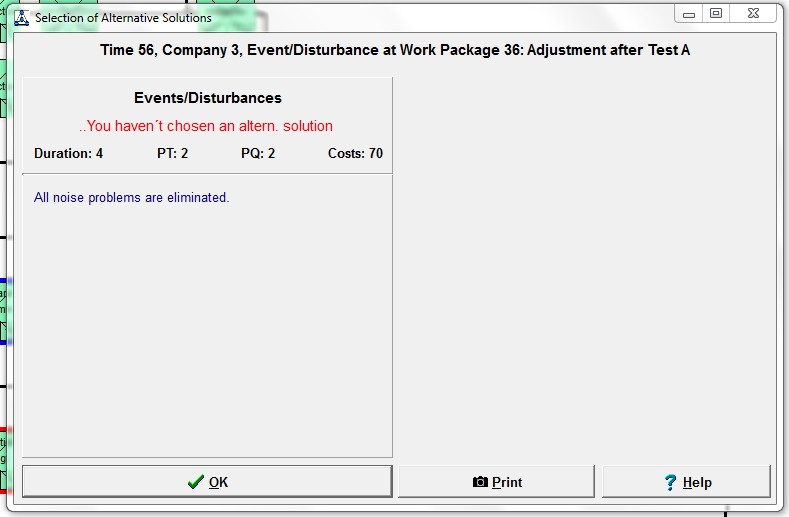 Selection of Alternative Solutions
Time 56, Company 3, Event/Disturbance at Work Package 36: Adjustment after Test A
Events/Disturbances
..You haven´t chosen an altern. solution
Duration: 4 PT: 2 PQ: 2 Costs: 70
All noise problems are eliminated.
OK Print Help